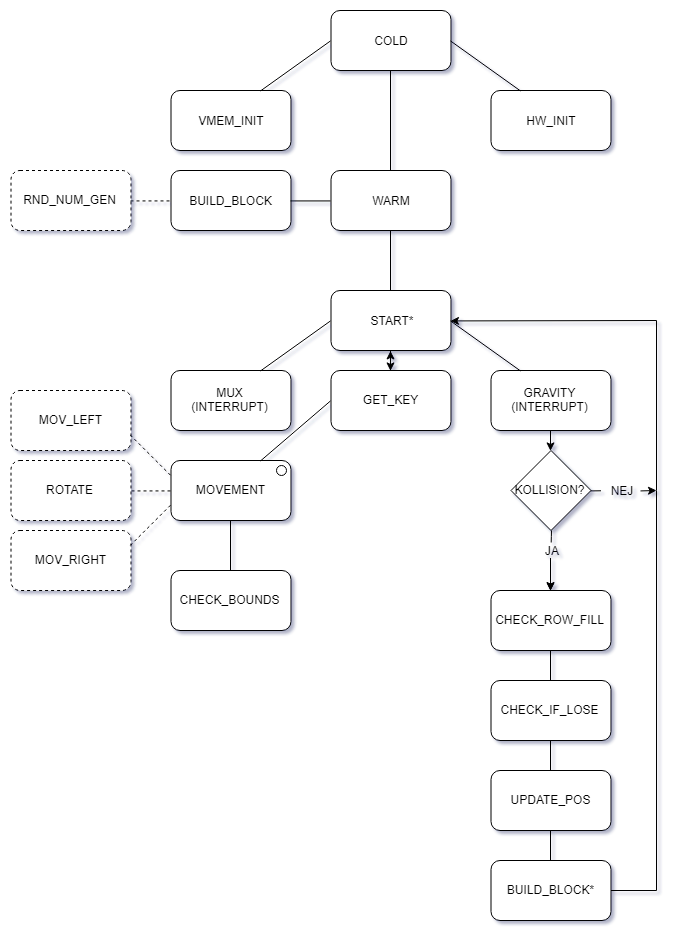 COLD
VMEM_INIT
HW_INIT
RND_NUM_GEN
BUILD_BLOCK
WARM
START*
MUX
(INTERRUPT)
GET_KEY
GRAVITY
(INTERRUPT)
MOV_LEFT
ROTATE
MOVEMENT
KOLLISION?
NEJ
MOV_RIGHT
JA
CHECK_BOUNDS
CHECK_ROW_FILL
CHECK_IF_LOSE
UPDATE_POS
BUILD_BLOCK*